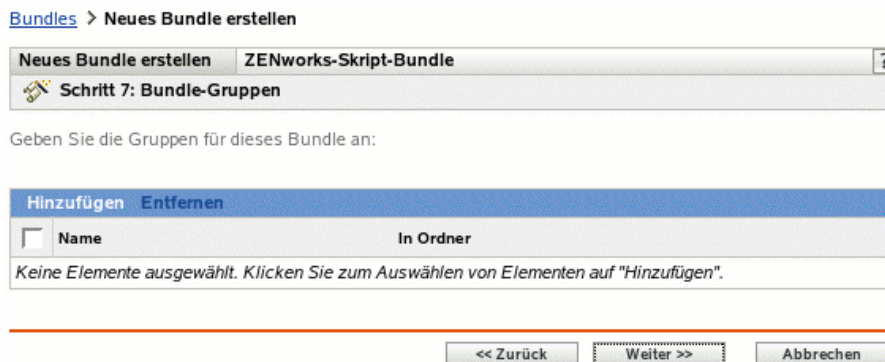 Bundles > Neues Bundle erstellen
Neues Bundle erstellen ZENworks-Skript-Bundle ?
Schritt 7: Bundle-Gruppen
Geben Sie die Gruppen für dieses Bundle an:
Hinzufügen Entfernen
Name In Ordner
Keine Elemente ausgewählt. Klicken Sie zum Auswählen von Elementen auf "Hinzufügen".
<< Zurück Weiter >> Abbrechen